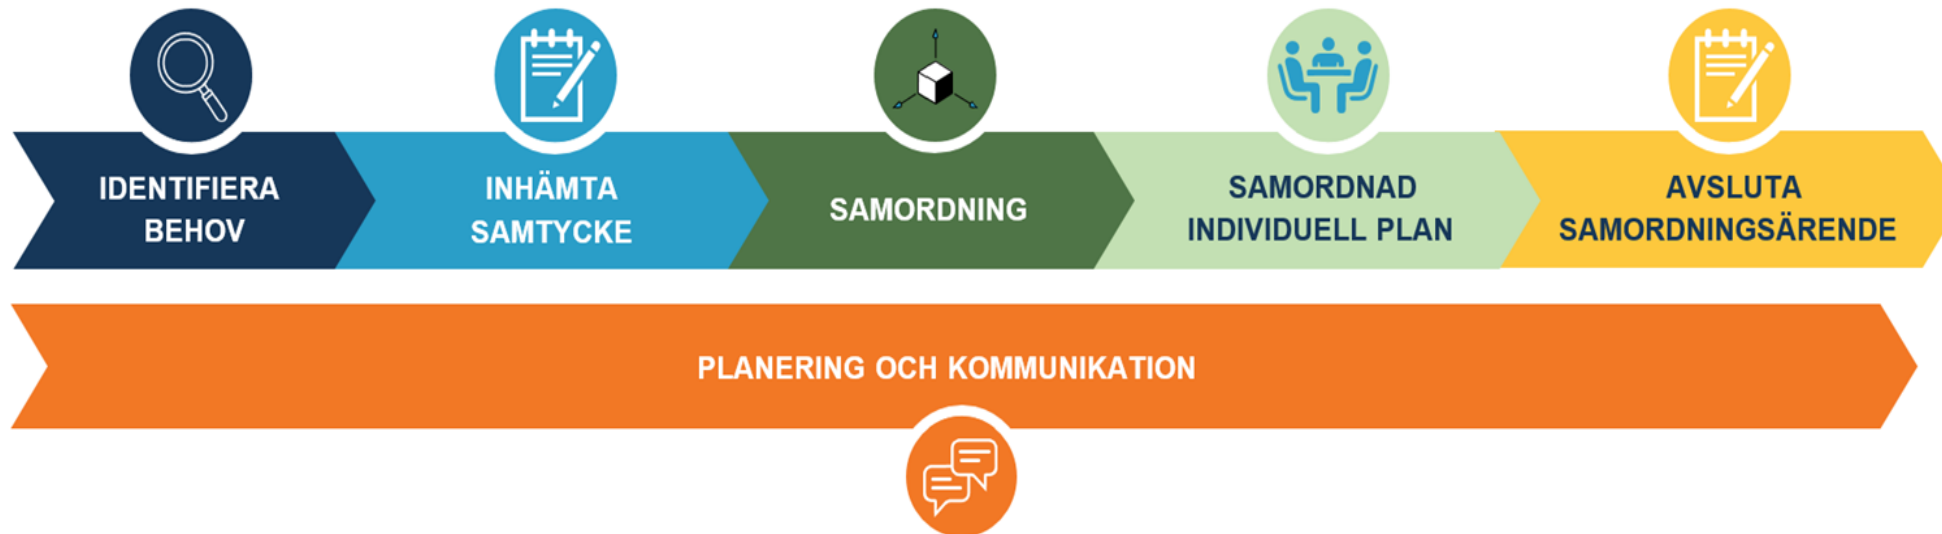 IDENTIFIERA
BEHOV
INHÄMTA
SAMTYCKE
SAMORDNING
SAMORDNAD
INDIVIDUELL PLAN
AVSLUTA
SAMORDNINGSÄRENDE
PLANERING OCH KOMMUNIKATION